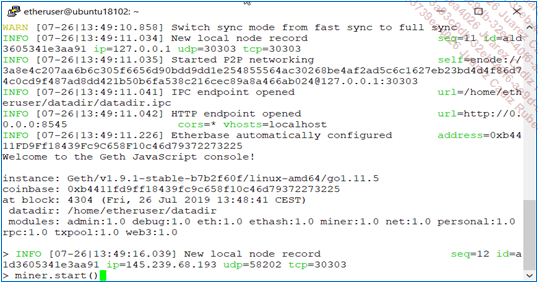 etheruser@ubuntu18102: ~
WARN [07-26|13:49:10.858] Switch sync mode from fast sync to full sync
INFO [07-26|13:49:11.034] New local node record seq=11 id=a1d
3605341e3aa91 ip=127.0.0.1 udp=30303 tcp=30303
INFO [07-26|13:49:11.035] Started P2P networking self=enode://
3a8e4c207aa6b6c305f6656d90bdd9d1e254855564ac30268be4af2ad5c6c1627eb23bd4d4f86d7
4c0cd9f487ad8dd421b50b6fa538c216cec89a8a466ab024@127.0.0.1:30303
INFO [07-26|13:49:11.041] IPC endpoint opened url=/home/eth
eruser/datadir/datadir.ipc
INFO [07-26|13:49:11.042] HTTP endpoint opened url=http://0.
0.0.0:8545 cors=* vhosts=localhost
INFO [07-26|13:49:11.226] Etherbase automatically configured address=0xb44
11FD9Ff18439Fc9C658F10c46d79372273225
Welcome to the Geth JavaScript console!
instance: Geth/v1.9.1-stable-b7b2f60f/linux-amd64/go1.11.5
coinbase: 0xb4411fd9ff18439fc9c658f10c46d79372273225
at block: 4304 (Fri, 26 Jul 2019 13:48:41 CEST)
datadir: /home/etheruser/datadir
modules: admin:1.0 debug:1.0 eth:1.0 ethash:1.0 miner:1.0 net:1.0 personal:1.0
rpc:1.0 txpool:1.0 web3:1.0
> INFO [07-26|13:49:16.039] New local node record seq=12 id=a
1d3605341e3aa91 ip=145.239.68.193 udp=58202 tcp=30303
> miner.start()